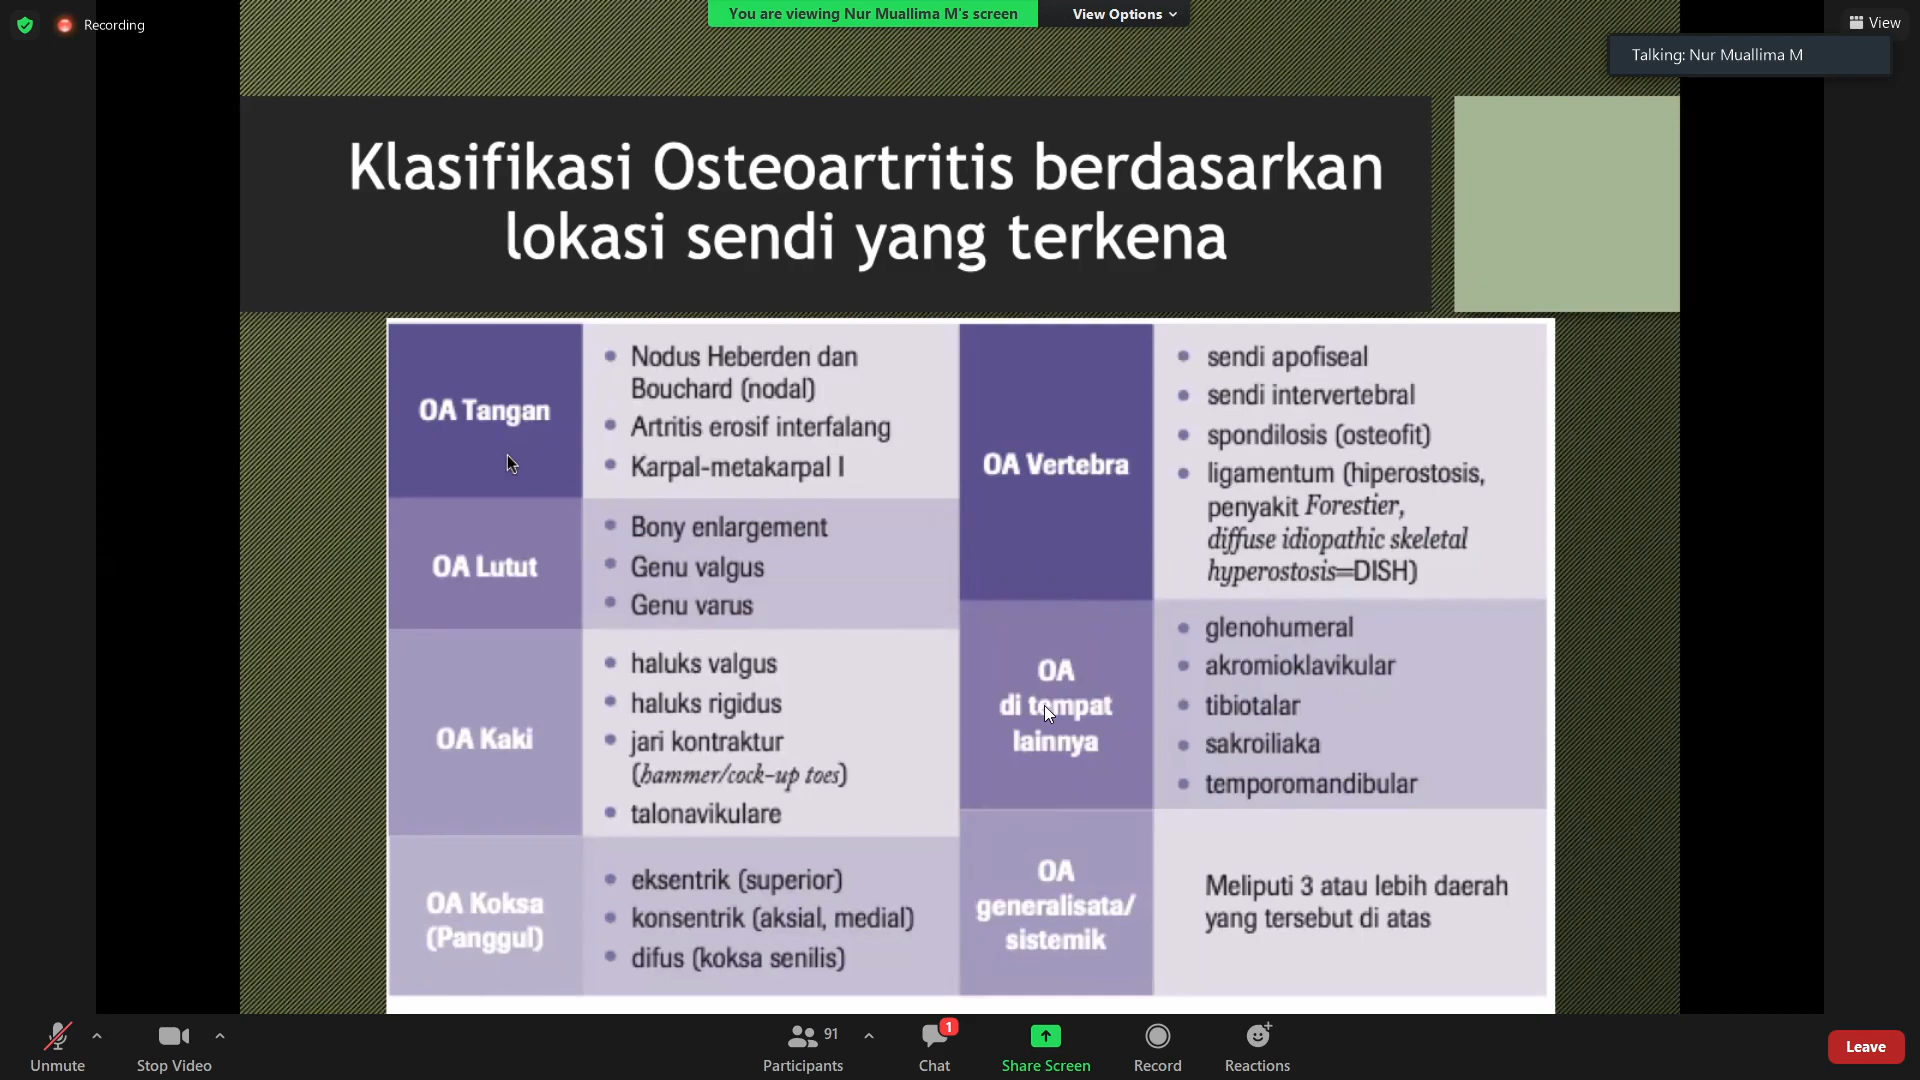 Recording
You are viewing Nur Muallima M's screen
View Options
View
Talking: Nur Muallima M
Klasifikasi Osteoartritis berdasarkan
lokasi sendi yang terkena
OA Tangan
• Nodus Heberden dan
Bouchard (nodal)
• Artritis erosif interfalang
• Karpal-metakarpal I
OA Lutut
• Bony enlargement
• Genu valgus
• Genu varus
OA Kaki
• haluks valgus
• haluks rigidus
• jari kontraktur
(hammer/cock-up toes)
• talonavikulare
OA Koksa
(Panggul)
• eksentrik (superior)
• konsentrik (aksial, medial)
• difus (koksa senilis)
OA Vertebra
• sendi apofiseal
• sendi intervertebral
• spondilosis (osteofit)
• ligamentum (hiperostosis,
penyakit Forestier,
diffuse idiopathic skeletal
hyperostosis=DISH)
OA
di tempat
lainnya
• glenohumeral
• akromioklavikular
• tibiotalar
• sakroiliaka
• temporomandibular
OA
generalisata/
sistemik
Meliputi 3 atau lebih daerah
yang tersebut di atas
Unmute
Stop Video
91
Participants
1
Chat
Share Screen
Record
Reactions
Leave